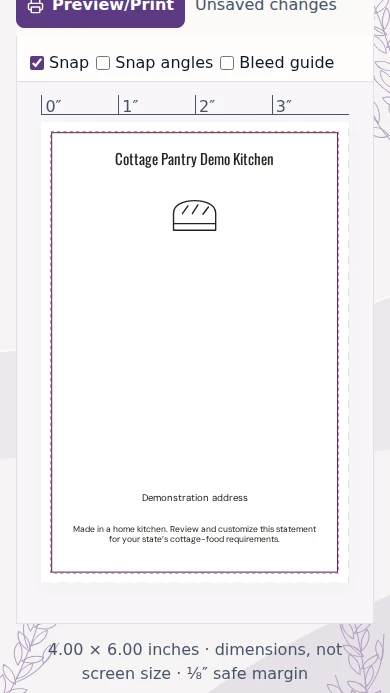 Preview/Print Unsaved changes
Snap Snap angles Bleed guide
0″ 1″ 2″ 3″
Cottage Pantry Demo Kitchen
Demonstration address
Made in a home kitchen. Review and customize this statement
for your state’s cottage-food requirements.
4.00 × 6.00 inches · dimensions, not
screen size · ⅛″ safe margin